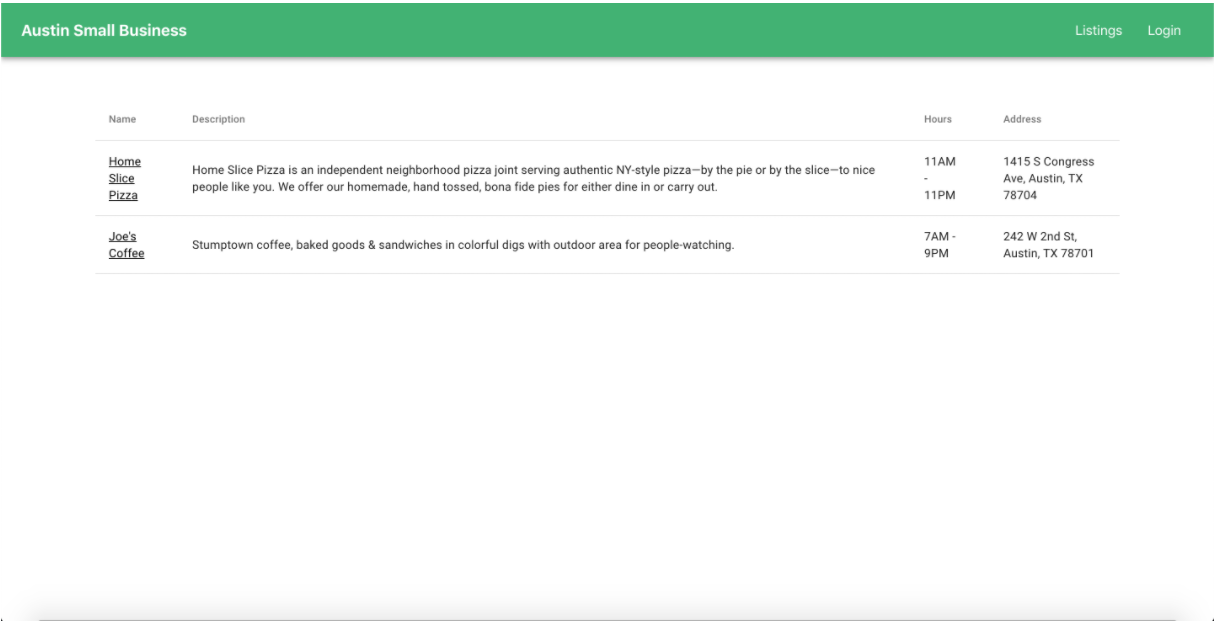 Austin Small Business
Listings Login
Name Description Hours Address
Home
Slice
Pizza
Home Slice Pizza is an independent neighborhood pizza joint serving authentic NY-style pizza—by the pie or by the slice—to nice
people like you. We offer our homemade, hand tossed, bona fide pies for either dine in or carry out.
11AM
-
11PM
1415 S Congress
Ave, Austin, TX
78704
Joe's
Coffee
Stumptown coffee, baked goods & sandwiches in colorful digs with outdoor area for people-watching.
7AM -
9PM
242 W 2nd St,
Austin, TX 78701